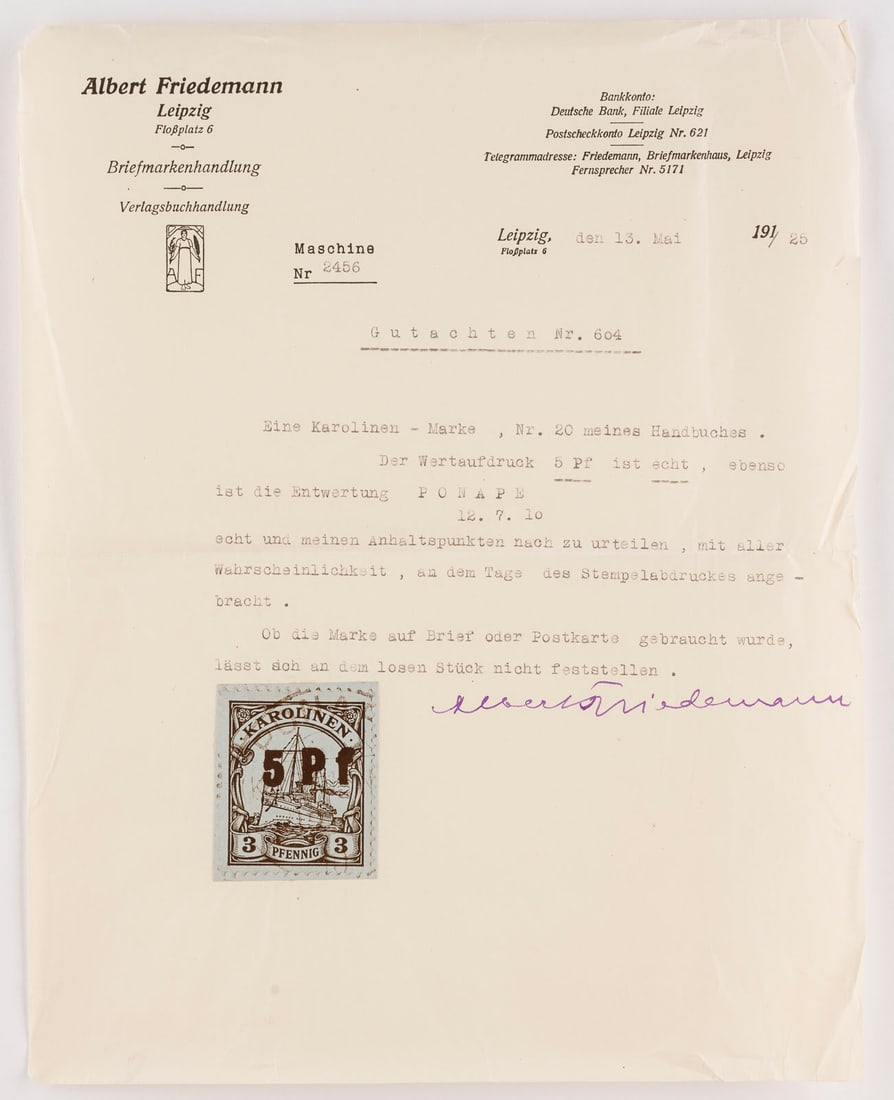 Albert Friedemann
Leipzig
Floßplatz 6
Briefmarkenhandlung
Verlagsbuchhandlung
A F
Bankkonto:
Deutsche Bank, Filiale Leipzig
Postscheckkonto Leipzig Nr. 621
Telegrammadresse: Friedemann, Briefmarkenhaus, Leipzig
Fernsprecher Nr. 5171
Maschine
Nr 2456
Leipzig, den 13. Mai 191/ 25
Floßplatz 6
Gutachten Nr. 604
Eine Karolinen - Marke , Nr. 20 meines Handbuches .
Der Wertaufdruck 5 Pf ist echt , ebenso
ist die Entwertung P O N A P E
12. 7. 10
echt und meinen Anhaltspunkten nach zu urteilen , mit aller
Wahrscheinlichkeit , an dem Tage des Stempelabdruckes ange -
bracht .
Ob die Marke auf Brief oder Postkarte gebraucht wurde,
lässt sich an dem losen Stück nicht feststellen .
Albert Friedemann
KAROLINEN
5 Pf
3 PFENNIG 3